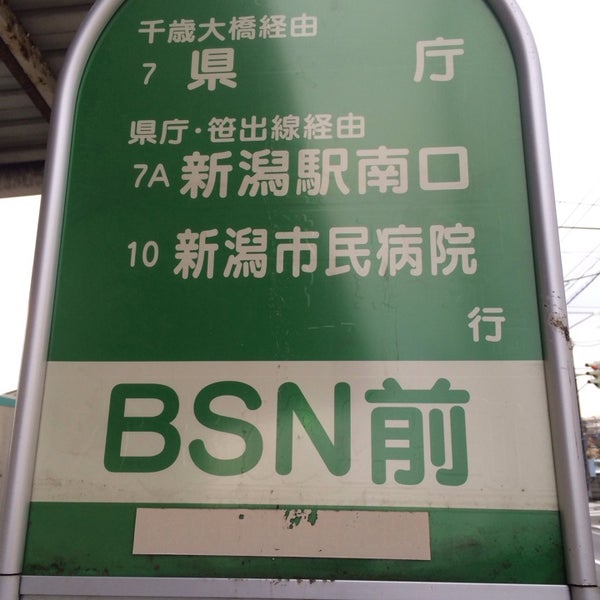 千歳大橋経由
7 県庁
県庁・笹出線経由
7A 新潟駅南口
10 新潟市民病院
行
BSN前